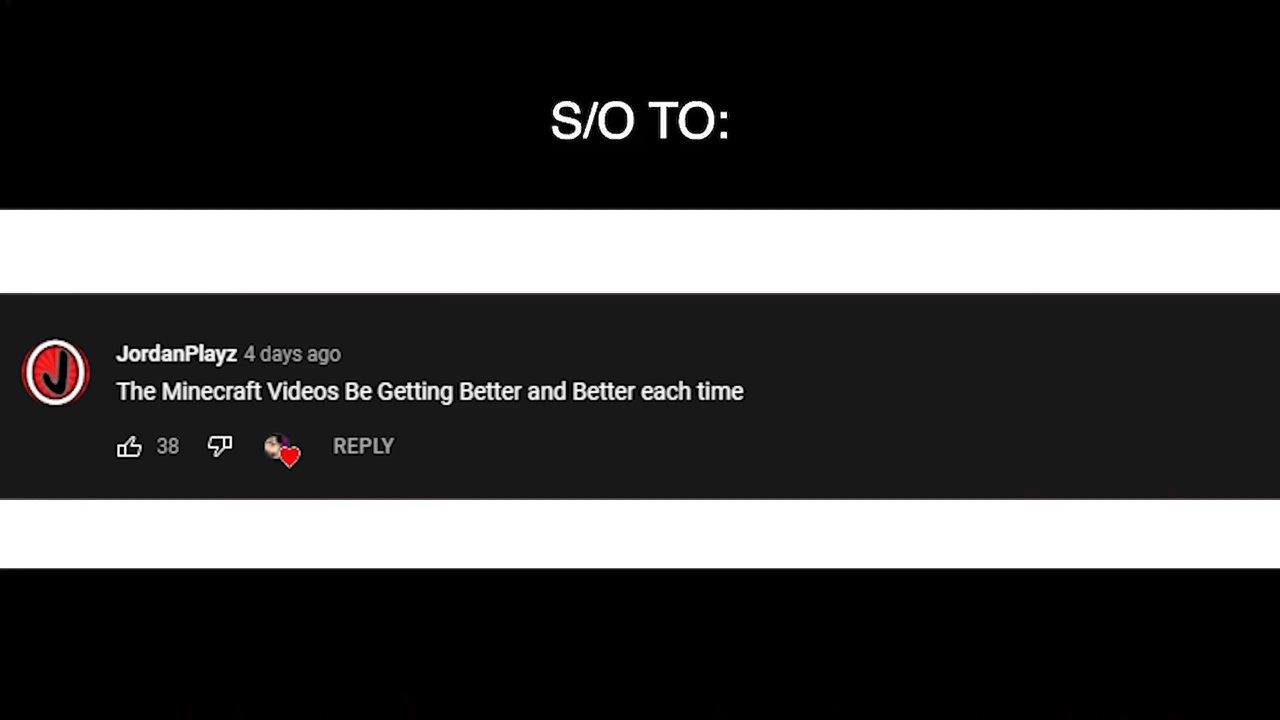 S/O TO:
JordanPlayz 4 days ago
The Minecraft Videos Be Getting Better and Better each time
38 REPLY